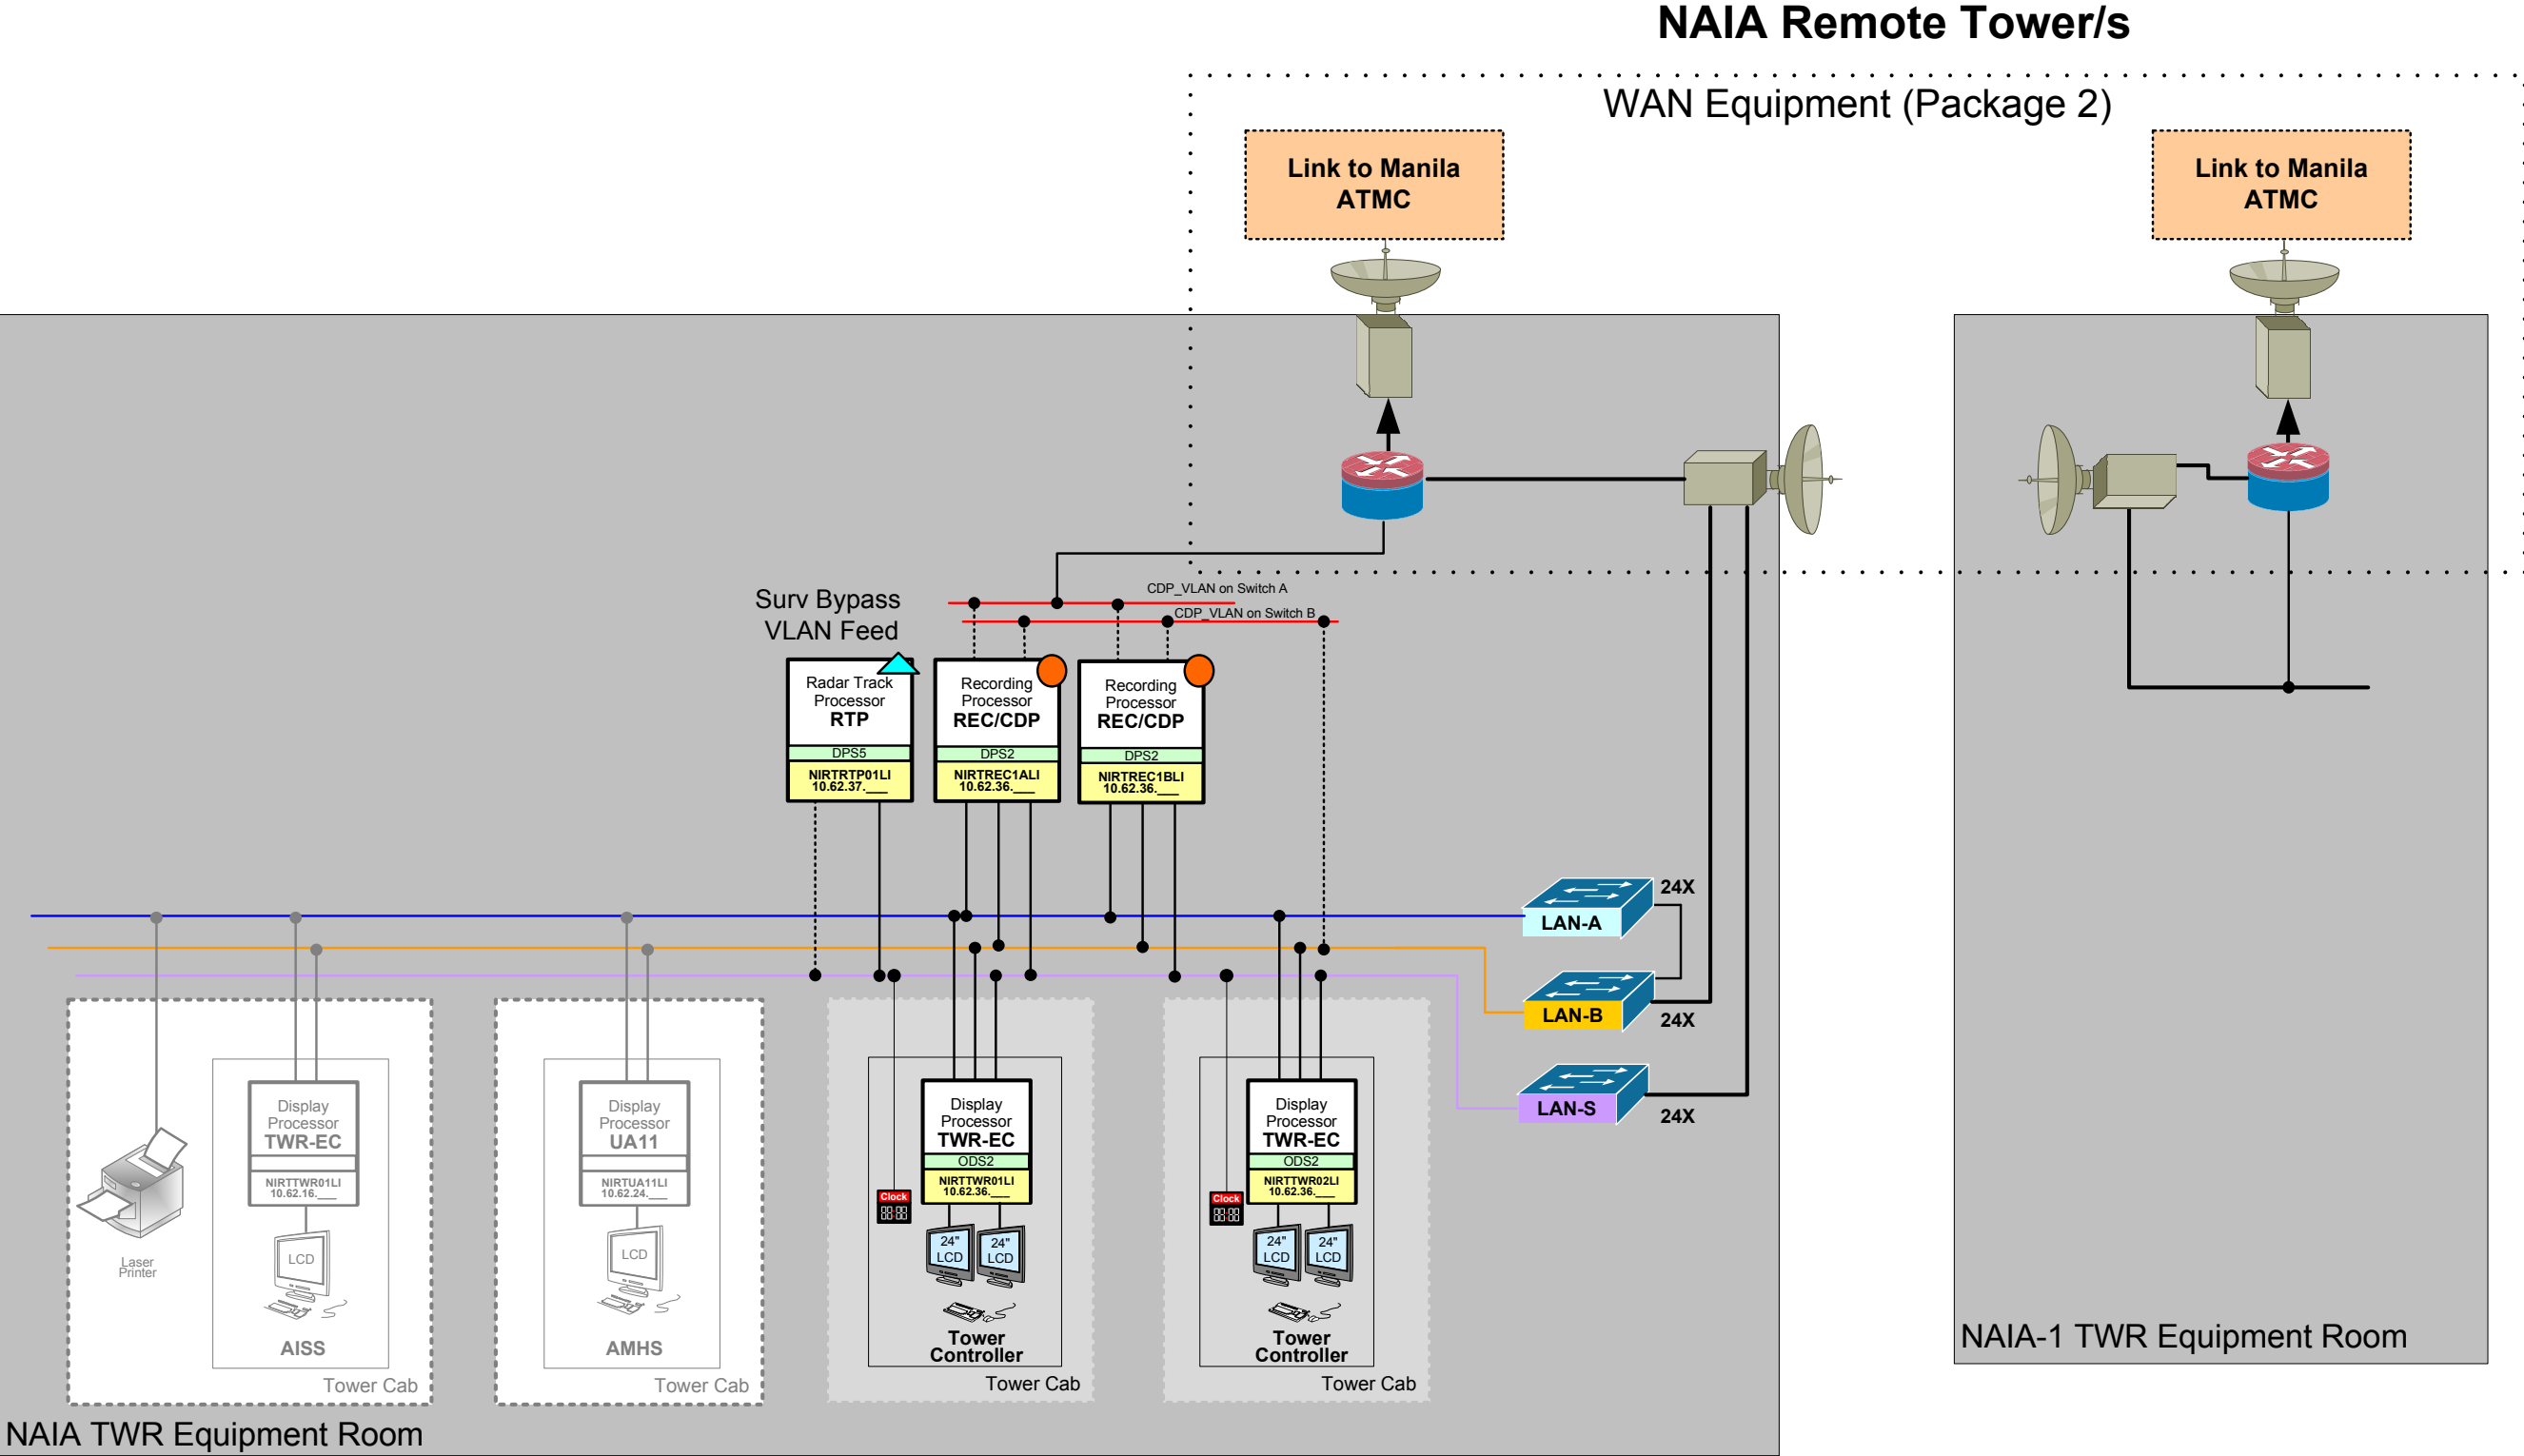 NAIA Remote Tower/s
WAN Equipment (Package 2)
Link to Manila
ATMC
Link to Manila
ATMC
CDP_VLAN on Switch A
CDP_VLAN on Switch B
Surv Bypass
VLAN Feed
Radar Track
Processor
RTP
DPS5
NIRTRTP01LI
10.62.37.___
Recording
Processor
REC/CDP
DPS2
NIRTREC1ALI
10.62.36.___
Recording
Processor
REC/CDP
DPS2
NIRTREC1BLI
10.62.36.___
24X
LAN-A
LAN-B
24X
LAN-S
24X
Laser
Printer
Display
Processor
TWR-EC
NIRTTWR01LI
10.62.16.___
LCD
AISS
Tower Cab
Display
Processor
UA11
NIRTUA11LI
10.62.24.___
LCD
AMHS
Tower Cab
Clock
88:88
Display
Processor
TWR-EC
ODS2
NIRTTWR01LI
10.62.36.___
24"
LCD
24"
LCD
Tower
Controller
Tower Cab
Clock
88:88
Display
Processor
TWR-EC
ODS2
NIRTTWR02LI
10.62.36.___
24"
LCD
24"
LCD
Tower
Controller
Tower Cab
NAIA TWR Equipment Room
NAIA-1 TWR Equipment Room